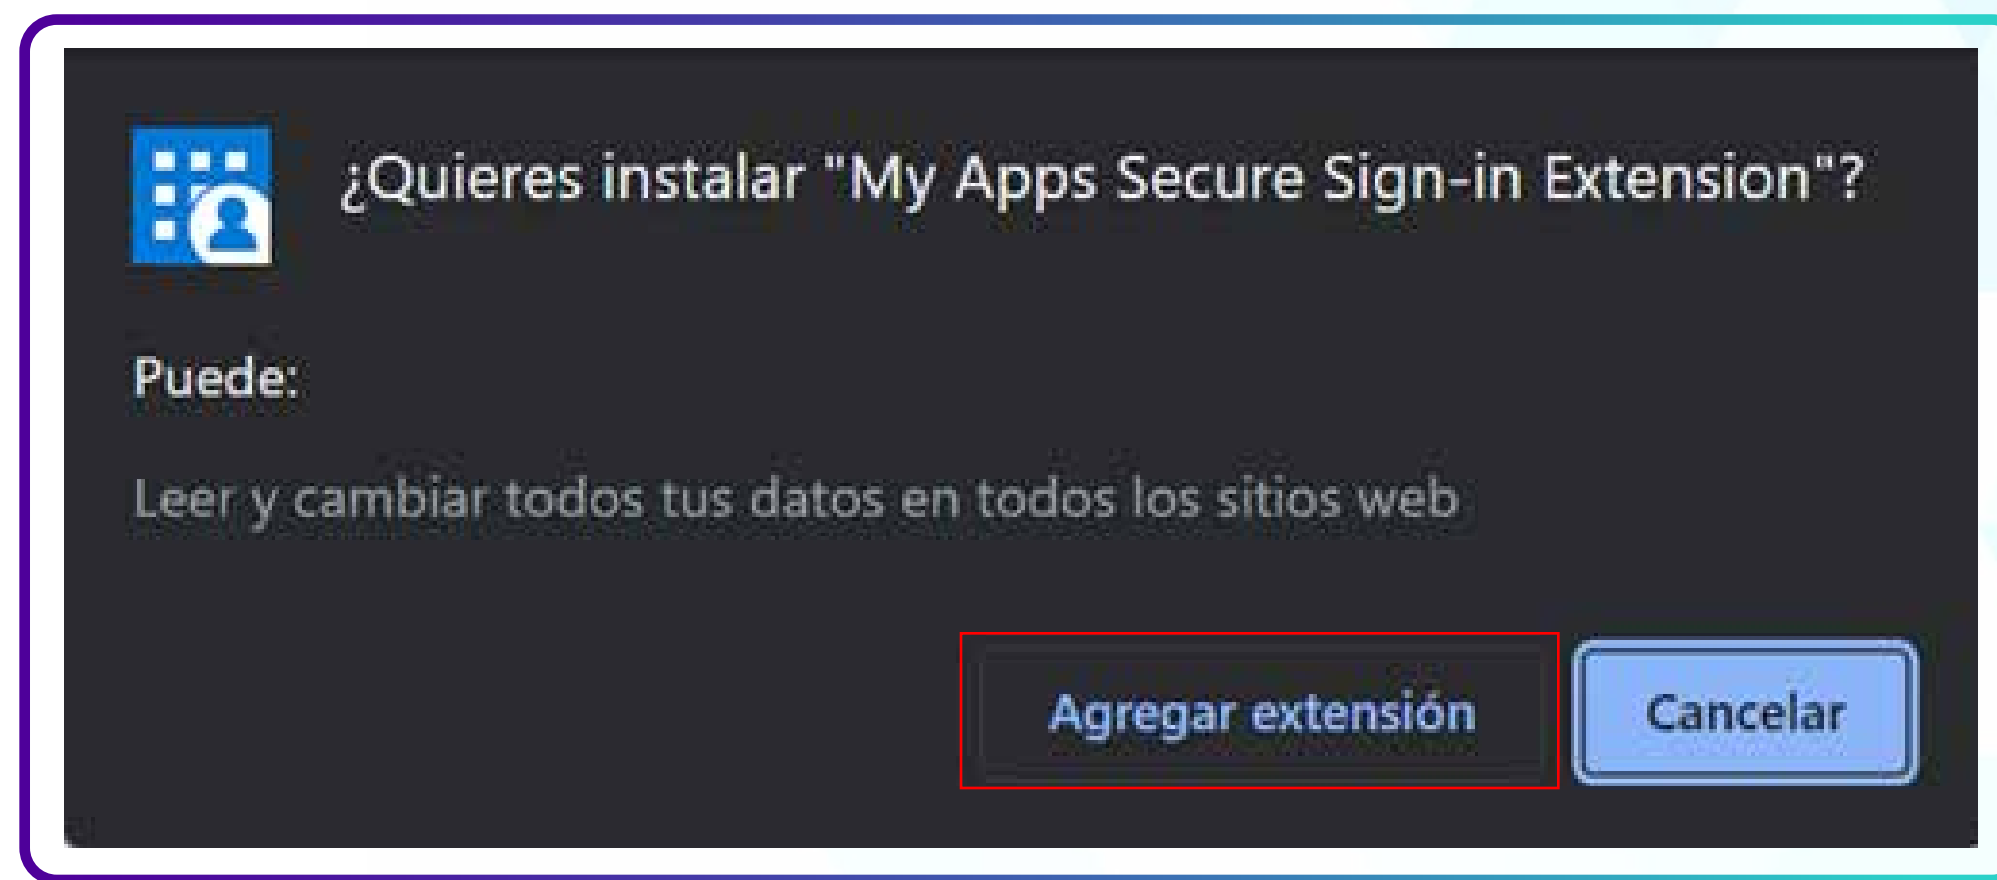 ¿Quieres instalar "My Apps Secure Sign-in Extension"?
Puede:
Leer y cambiar todos tus datos en todos los sitios web
Agregar extensión
Cancelar